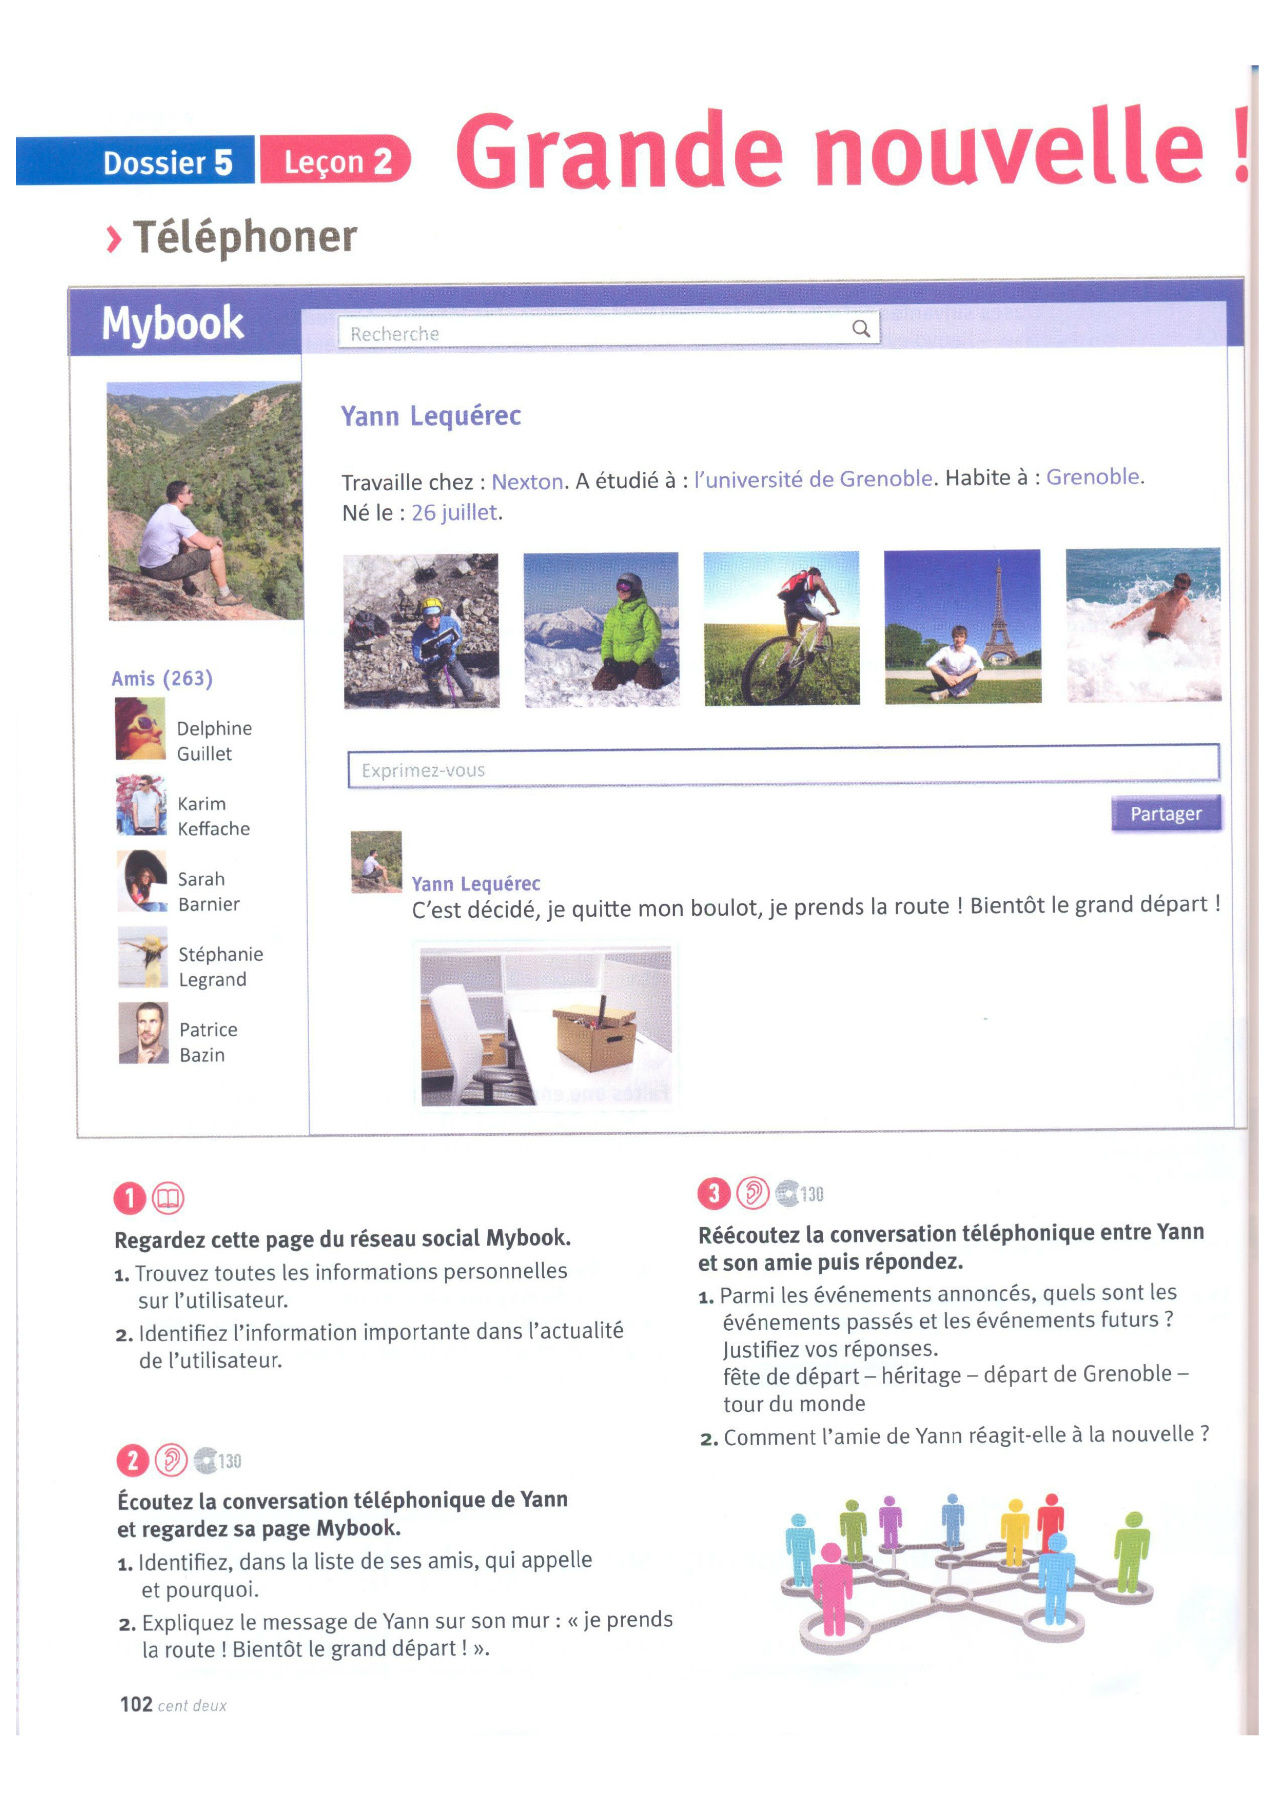 Dossier 5
Leçon 2
Grande nouvelle !
› Téléphoner
Mybook
Recherche
Yann Lequérec
Travaille chez : Nexton. A étudié à : l'université de Grenoble. Habite à : Grenoble.
Né le : 26 juillet.
Amis (263)
Delphine
Guillet
Karim
Keffache
Sarah
Barnier
Stéphanie
Legrand
Patrice
Bazin
Exprimez-vous
Partager
Yann Lequérec
C'est décidé, je quitte mon boulot, je prends la route ! Bientôt le grand départ !
1
Regardez cette page du réseau social Mybook.
1. Trouvez toutes les informations personnelles
sur l'utilisateur.
2. Identifiez l'information importante dans l'actualité
de l'utilisateur.
2 130
Écoutez la conversation téléphonique de Yann
et regardez sa page Mybook.
1. Identifiez, dans la liste de ses amis, qui appelle
et pourquoi.
2. Expliquez le message de Yann sur son mur : « je prends
la route ! Bientôt le grand départ ! ».
3 130
Réécoutez la conversation téléphonique entre Yann
et son amie puis répondez.
1. Parmi les événements annoncés, quels sont les
événements passés et les événements futurs ?
Justifiez vos réponses.
fête de départ – héritage – départ de Grenoble –
tour du monde
2. Comment l'amie de Yann réagit-elle à la nouvelle ?
102 cent deux